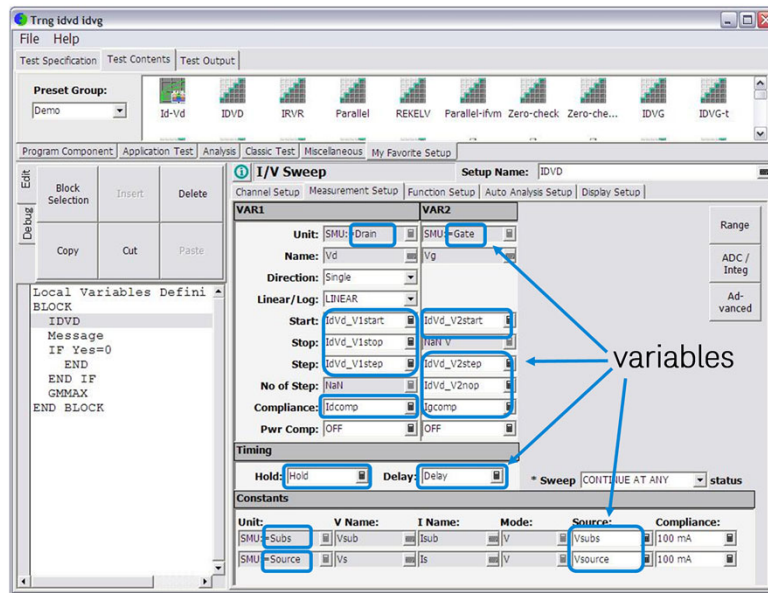 Trng idvd idvg
File Help
Test Specification Test Contents Test Output
Preset Group:
Demo
Id-Vd IDVD IRVR Parallel REKELV Parallel-ifvm Zero-check Zero-che... IDVG IDVG-t
Program Component Application Test Analysis Classic Test Miscellaneous My Favorite Setup
Edit
Debug
Block Selection Insert Delete
Copy Cut Paste
Local Variables Defini
BLOCK
IDVD
Message
IF Yes=0
END
END IF
GMMAX
END BLOCK
I/V Sweep Setup Name: IDVD
Channel Setup Measurement Setup Function Setup Auto Analysis Setup Display Setup
VAR1 VAR2
Unit: SMU:=Drain SMU:=Gate
Name: Vd Vg
Direction: Single
Linear/Log: LINEAR
Start: IdVd_V1start IdVd_V2start
Stop: IdVd_V1stop NaN V
Step: IdVd_V1step IdVd_V2step
No of Step: NaN IdVd_V2nop
Compliance: Idcomp Igcomp
Pwr Comp: OFF OFF
Range
ADC / Integ
Ad-vanced
variables
Timing
Hold: Hold Delay: Delay * Sweep CONTINUE AT ANY status
Constants
Unit: V Name: I Name: Mode: Source: Compliance:
SMU:=Subs Vsub Isub V Vsubs 100 mA
SMU:=Source Vs Is V Vsource 100 mA